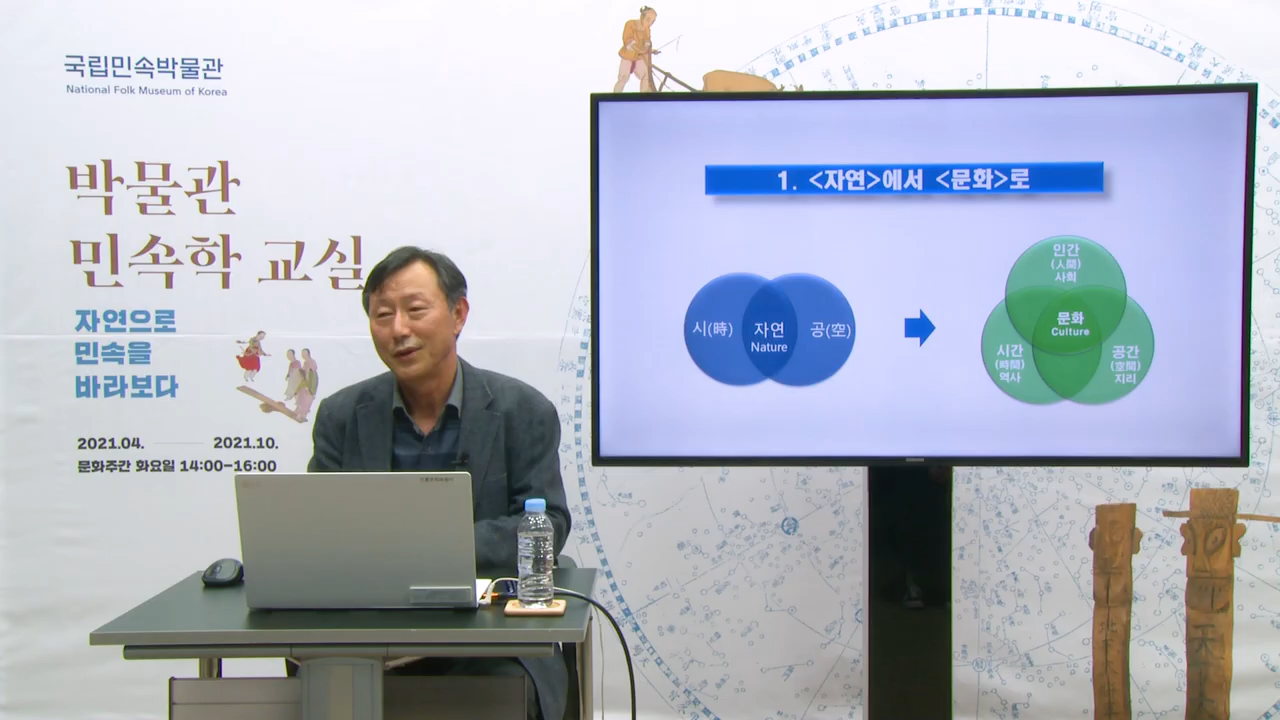 국립민속박물관
National Folk Museum of Korea
박물관
민속학 교실
자연으로
민속을
바라보다
2021.04. 2021.10.
문화주간 화요일 14:00-16:00
1. <자연>에서 <문화>로
시(時)
자연
Nature
공(空)
인간
(人間)
사회
문화
Culture
시간
(時間)
역사
공간
(空間)
지리